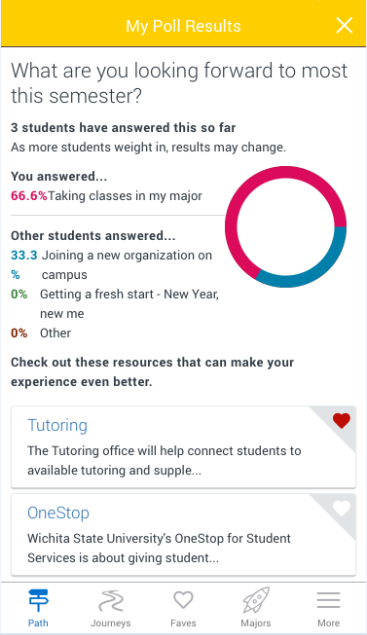 My Poll Results
What are you looking forward to most
this semester?
3 students have answered this so far
As more students weight in, results may change.
You answered...
66.6% Taking classes in my major
Other students answered...
33.3 Joining a new organization on
% campus
0% Getting a fresh start - New Year,
new me
0% Other
Check out these resources that can make your
experience even better.
Tutoring
The Tutoring office will help connect students to
available tutoring and supple...
OneStop
Wichita State University's OneStop for Student
Services is about giving student...
Path Journeys Faves Majors More